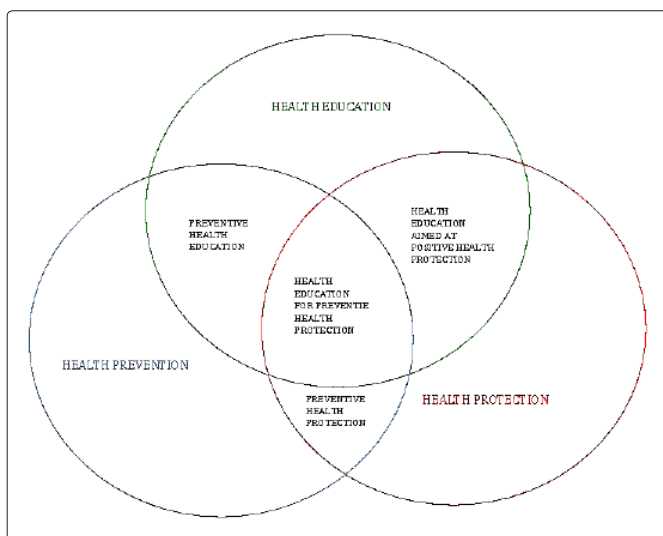 HEALTH EDUCATION
PREVENTIVE
HEALTH
EDUCATION
HEALTH
EDUCATION
AIMED AT
POSITIVE HEALTH
PROTECTION
HEALTH
EDUCATION
FOR PREVENTIE
HEALTH
PROTECTION
HEALTH PREVENTION
PREVENTIVE
HEALTH
PROTECTION
HEALTH PROTECTION